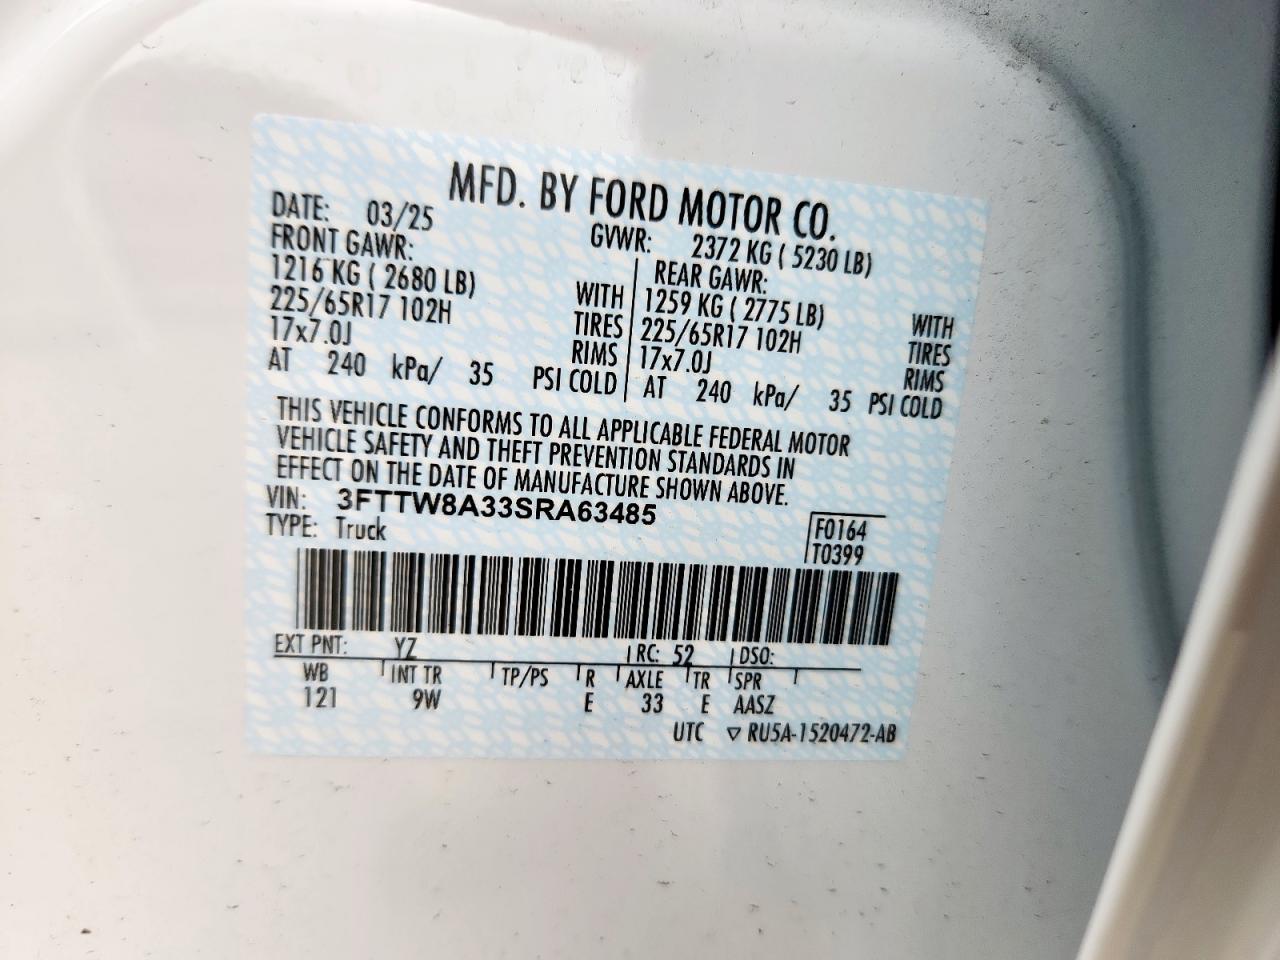 MFD. BY FORD MOTOR CO.
DATE: 03/25 GVWR: 2372 KG ( 5230 LB)
FRONT GAWR: REAR GAWR:
1216 KG ( 2680 LB) WITH 1259 KG ( 2775 LB) WITH
225/65R17 102H TIRES 225/65R17 102H TIRES
17x7.0J RIMS 17x7.0J RIMS
AT 240 kPa/ 35 PSI COLD AT 240 kPa/ 35 PSI COLD
THIS VEHICLE CONFORMS TO ALL APPLICABLE FEDERAL MOTOR
VEHICLE SAFETY AND THEFT PREVENTION STANDARDS IN
EFFECT ON THE DATE OF MANUFACTURE SHOWN ABOVE.
VIN: 3FTTW8A33SRA63485
TYPE: Truck
F0164
T0399
EXT PNT: YZ RC: 52 DSO:
WB INT TR TP/PS R AXLE TR SPR
121 9W E 33 E AASZ
UTC ▽ RU5A-1520472-AB